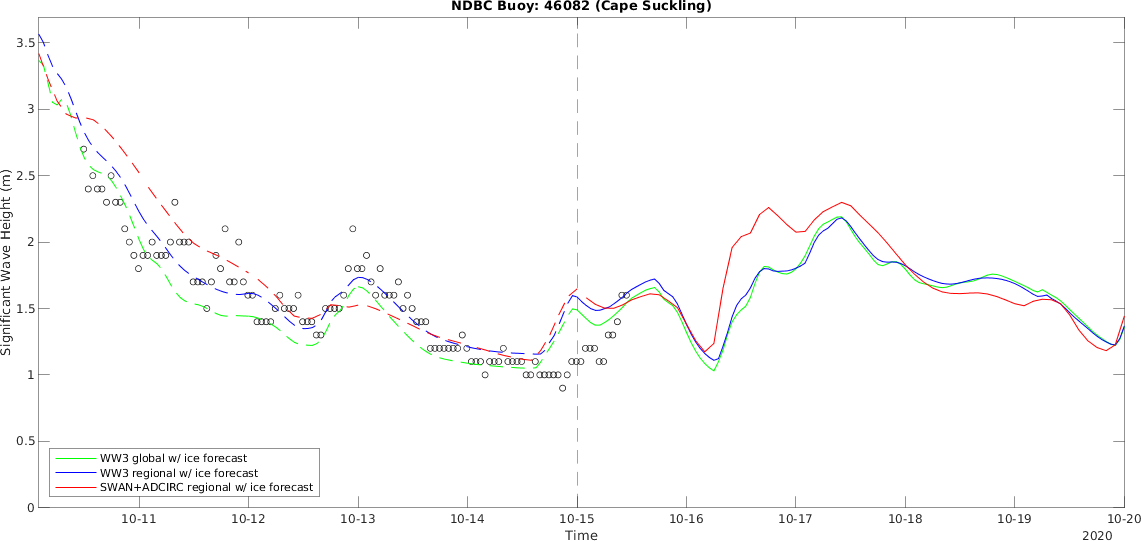 NDBC Buoy: 46082 (Cape Suckling)
3.5
3
2.5
2
1.5
1
0.5
0
Significant Wave Height (m)
WW3 global w/ ice forecast
WW3 regional w/ ice forecast
SWAN+ADCIRC regional w/ ice forecast
10-11 10-12 10-13 10-14 10-15 10-16 10-17 10-18 10-19 10-20
Time
2020